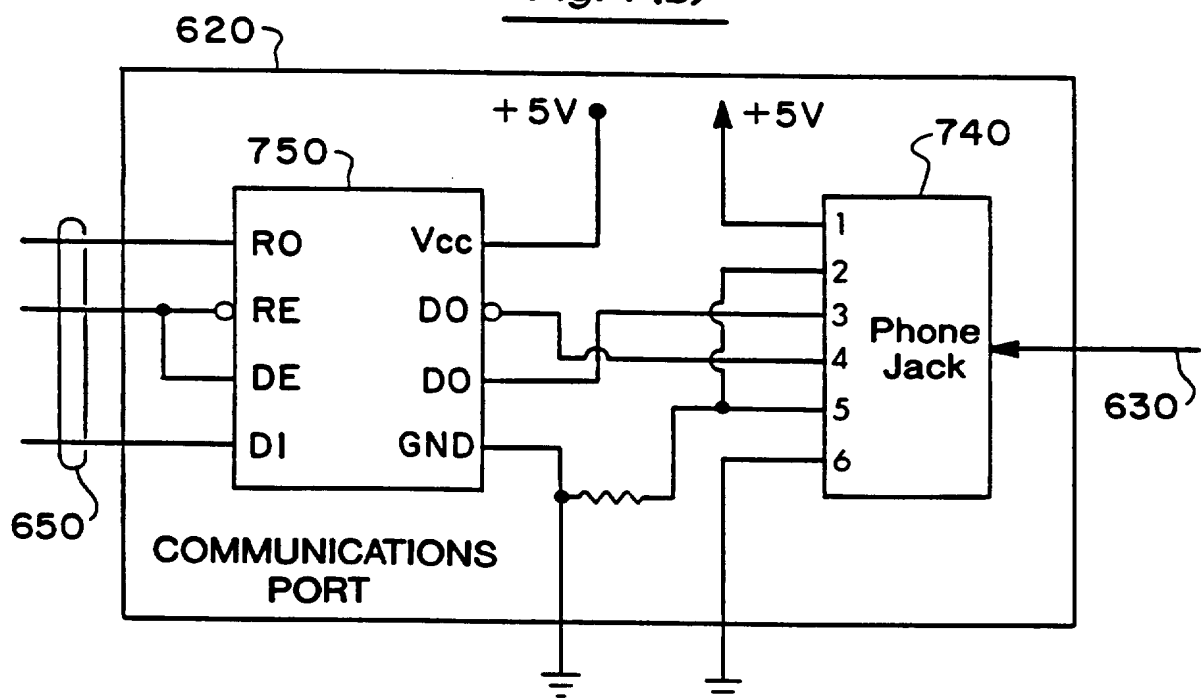 620
+5V
+5V
750
740
RO
Vcc
1
2
RE
DO
3
Phone
Jack
4
DE
DO
5
630
DI
GND
6
650
COMMUNICATIONS
PORT